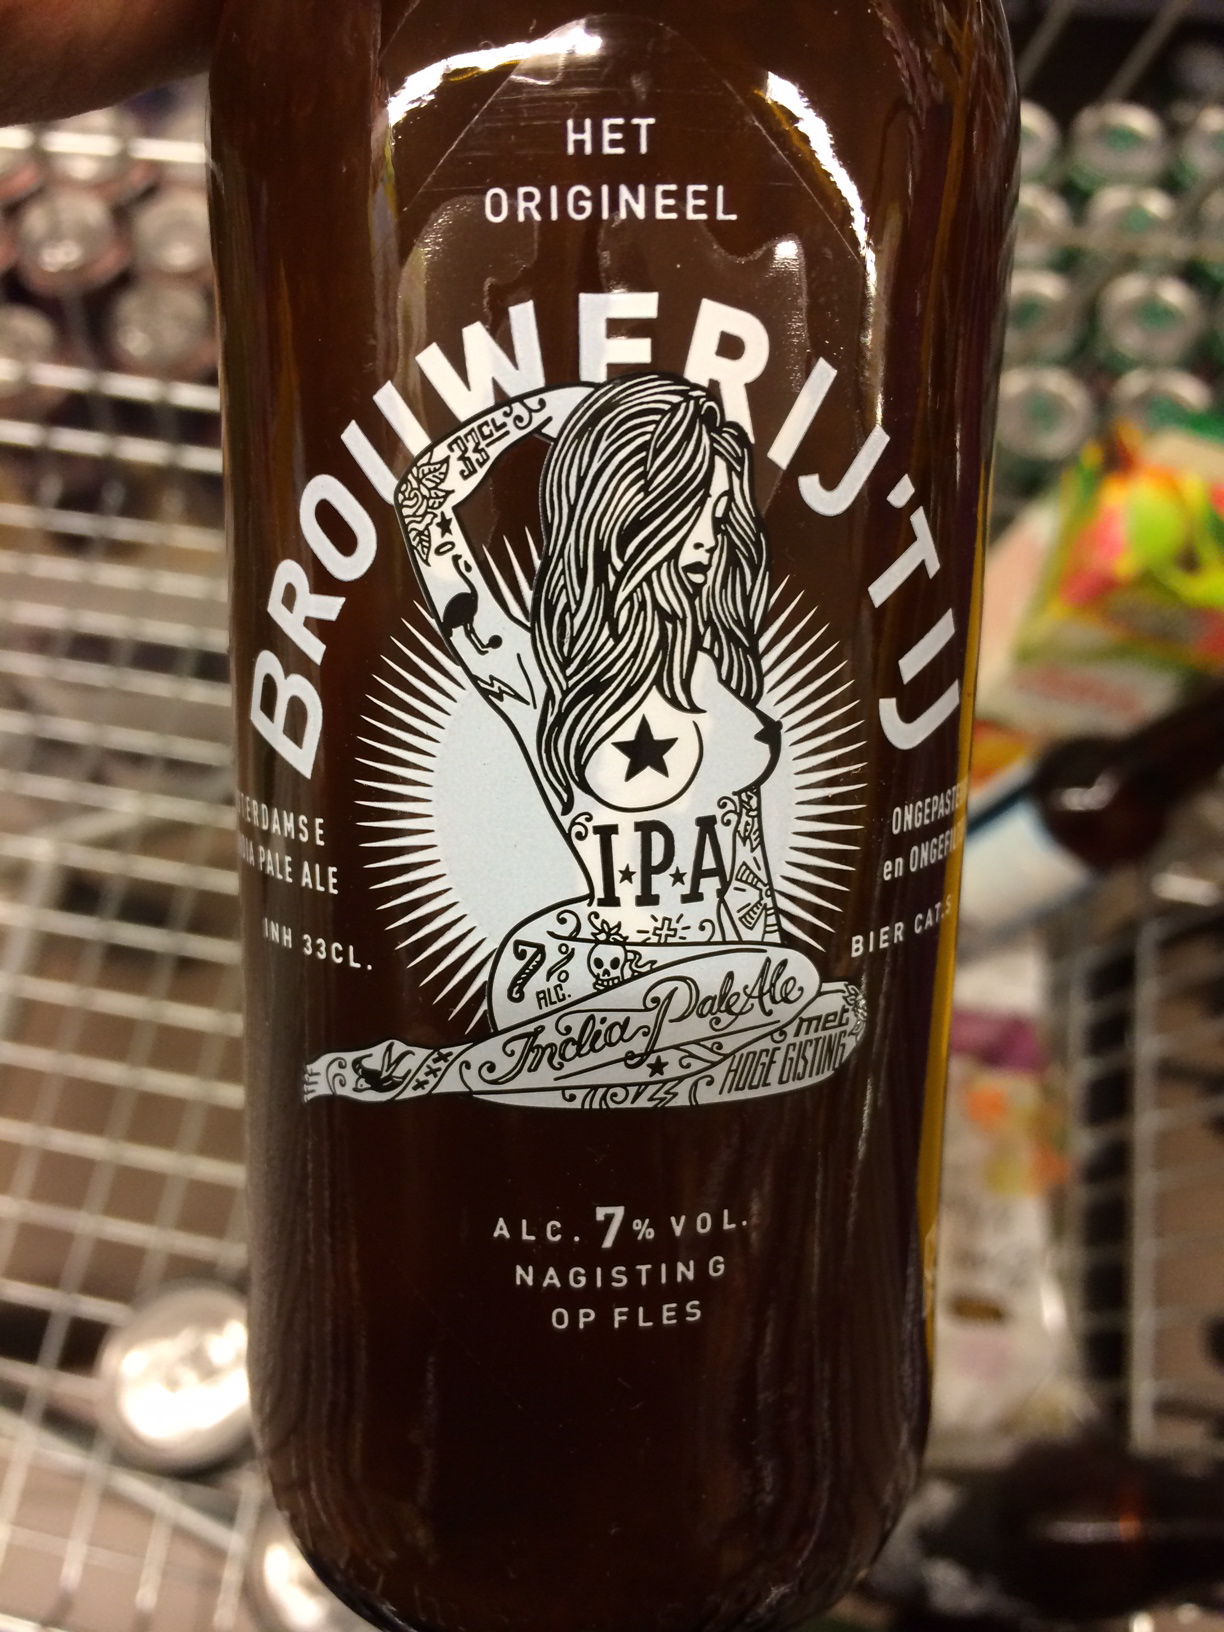 HET
ORIGINEEL
BROUWERIJ'T IJ
33CL
I.P.A
7% ALC.
India Pale Ale
met
HOGE GISTING
PALE ALE
INH 33CL.
en
BIER CAT.S
ALC. 7% VOL.
NAGISTING
OP FLES